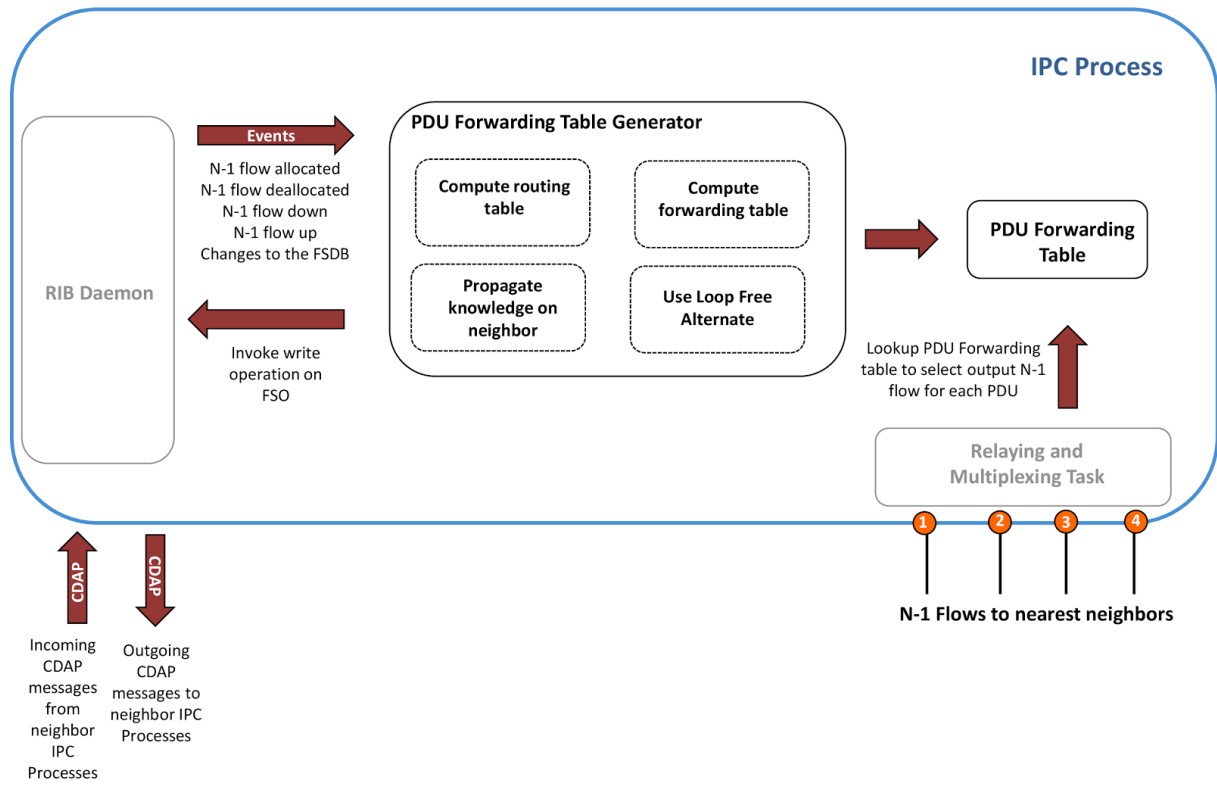 IPC Process
Events
N-1 flow allocated
N-1 flow deallocated
N-1 flow down
N-1 flow up
Changes to the FSDB
RIB Daemon
Invoke write
operation on
FSO
PDU Forwarding Table Generator
Compute routing
table
Compute
forwarding table
Propagate
knowledge on
neighbor
Use Loop Free
Alternate
PDU Forwarding
Table
Lookup PDU Forwarding
table to select output N-1
flow for each PDU
Relaying and
Multiplexing Task
1
2
3
4
N-1 Flows to nearest neighbors
CDAP
CDAP
Incoming
CDAP
messages
from
neighbor
IPC
Processes
Outgoing
CDAP
messages to
neighbor IPC
Processes